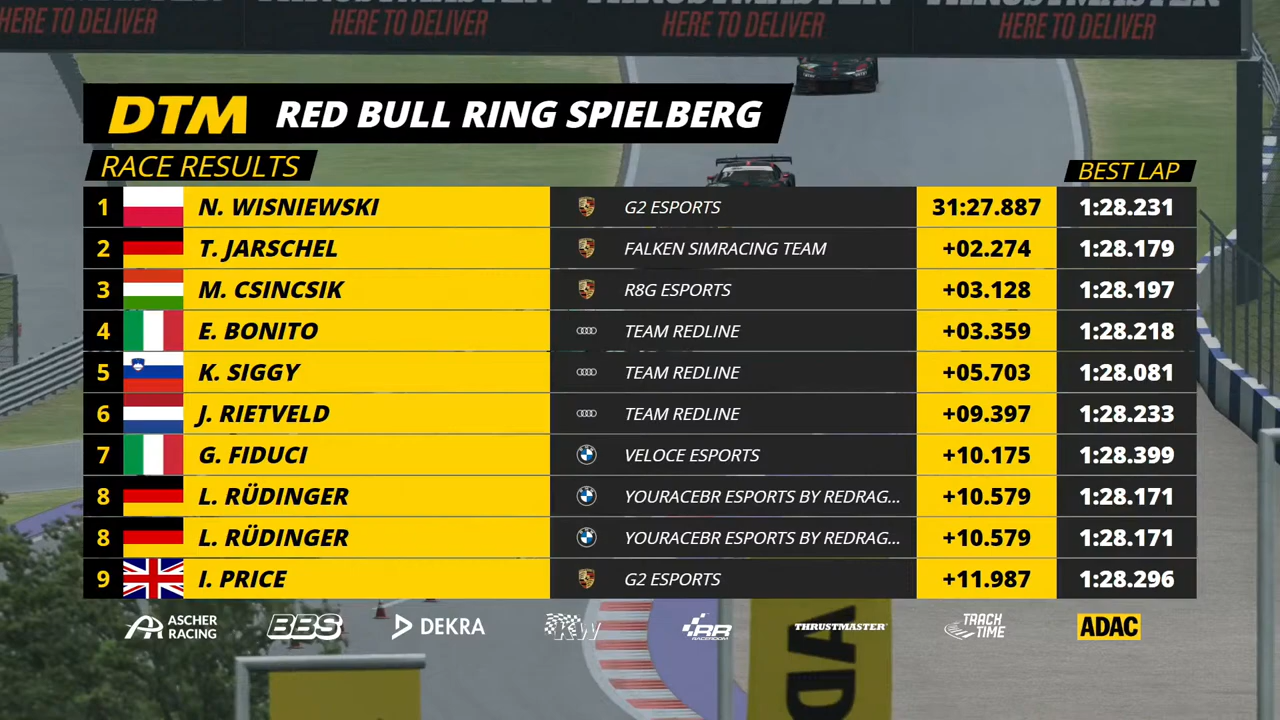 HERE TO DELIVER HERE TO DELIVER HERE TO DELIVER HERE TO DELIVER
DTM RED BULL RING SPIELBERG
RACE RESULTS BEST LAP
1 N. WISNIEWSKI G2 ESPORTS 31:27.887 1:28.231
2 T. JARSCHEL FALKEN SIMRACING TEAM +02.274 1:28.179
3 M. CSINCSIK R8G ESPORTS +03.128 1:28.197
4 E. BONITO TEAM REDLINE +03.359 1:28.218
5 K. SIGGY TEAM REDLINE +05.703 1:28.081
6 J. RIETVELD TEAM REDLINE +09.397 1:28.233
7 G. FIDUCI VELOCE ESPORTS +10.175 1:28.399
8 L. RÜDINGER YOURACEBR ESPORTS BY REDRAG... +10.579 1:28.171
8 L. RÜDINGER YOURACEBR ESPORTS BY REDRAG... +10.579 1:28.171
9 I. PRICE G2 ESPORTS +11.987 1:28.296
ASCHER RACING BBS DEKRA KW RR RACEROOM THRUSTMASTER TRACK TIME ADAC